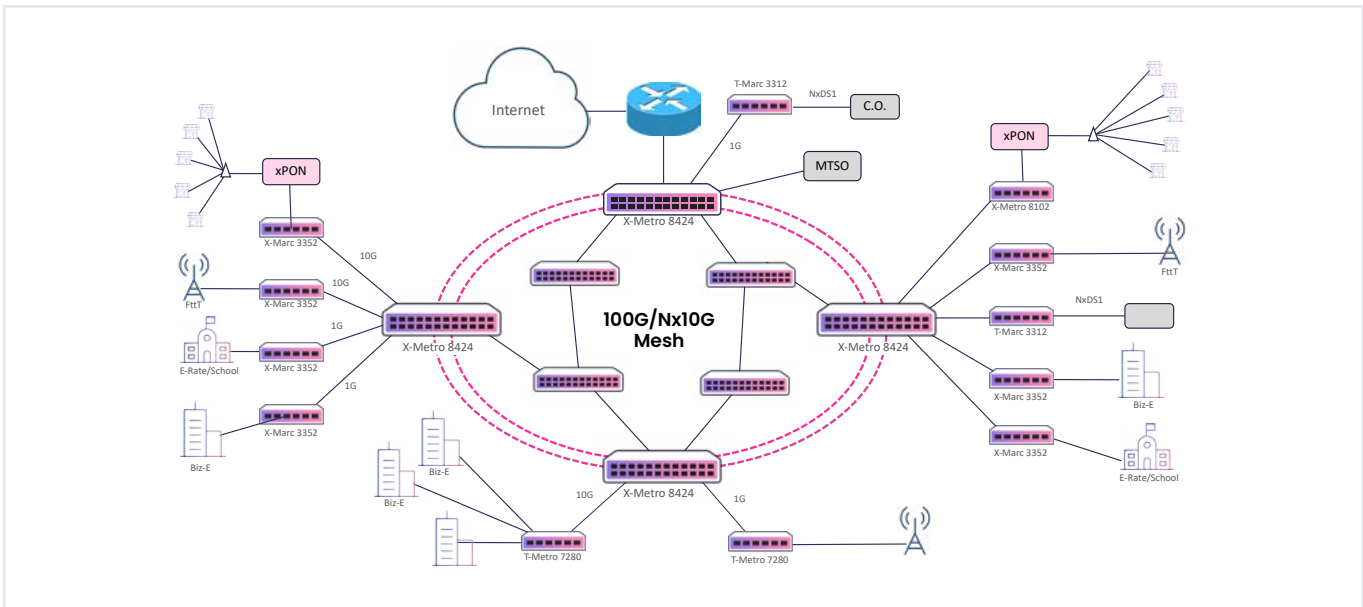 Internet
T-Marc 3312
NxDS1
C.O.
1G
MTSO
X-Metro 8424
xPON
X-Marc 3352
10G
FttT
10G
X-Marc 3352
1G
E-Rate/School
X-Marc 3352
1G
X-Marc 3352
Biz-E
X-Metro 8424
100G/Nx10G
Mesh
X-Metro 8424
xPON
X-Metro 8102
X-Marc 3352
FttT
NxDS1
T-Marc 3312
X-Marc 3352
Biz-E
X-Marc 3352
E-Rate/School
X-Metro 8424
Biz-E
Biz-E
10G
1G
T-Metro 7280
T-Metro 7280